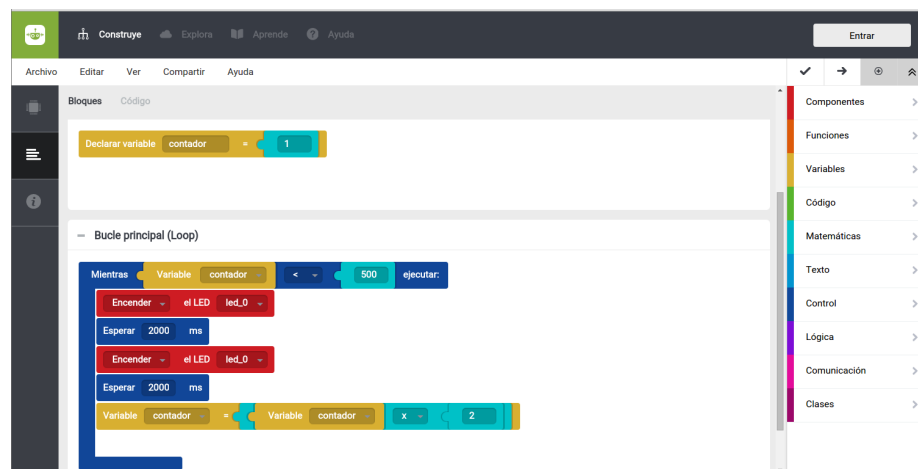 Construye Explora Aprende Ayuda Entrar
Archivo Editar Ver Compartir Ayuda
Bloques Código
Declarar variable contador = 1
Bucle principal (Loop)
Mientras Variable contador < 500 ejecutar:
Encender el LED led_0
Esperar 2000 ms
Encender el LED led_0
Esperar 2000 ms
Variable contador = Variable contador x 2
Componentes
Funciones
Variables
Código
Matemáticas
Texto
Control
Lógica
Comunicación
Clases